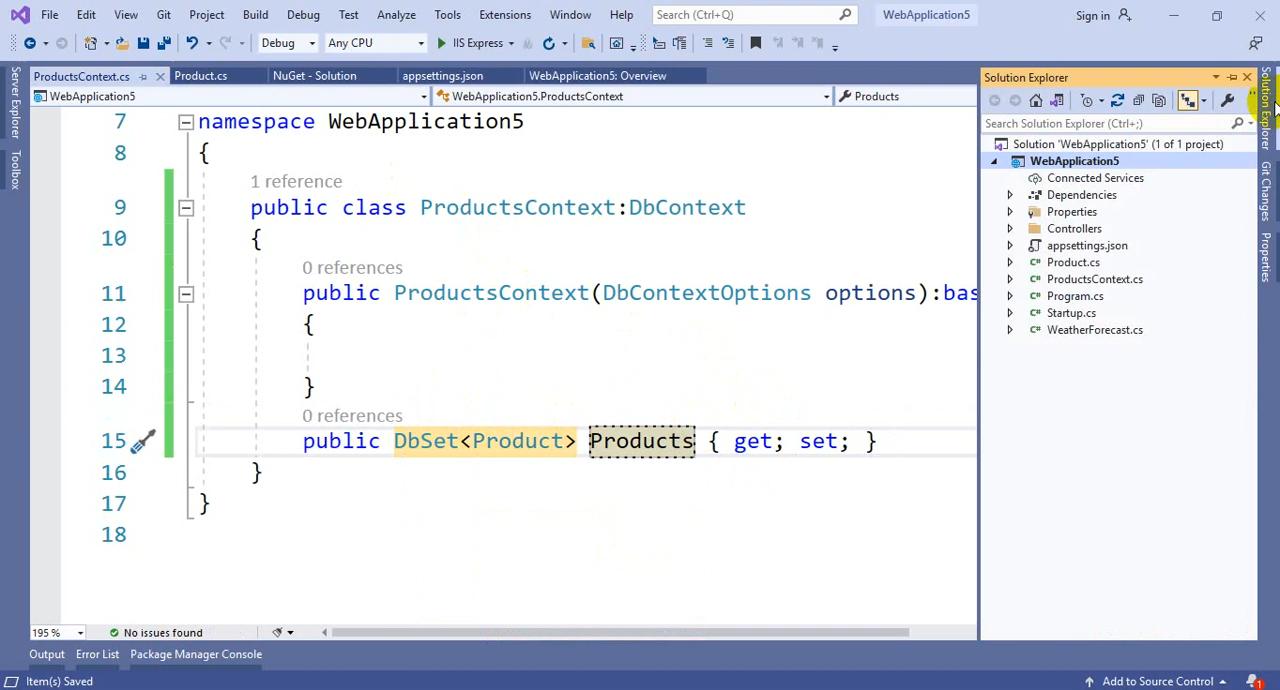 File Edit View Git Project Build Debug Test Analyze Tools Extensions Window Help Search (Ctrl+Q) WebApplication5 Sign in
Debug Any CPU IIS Express
Server Explorer
Toolbox
ProductsContext.cs Product.cs NuGet - Solution appsettings.json WebApplication5: Overview
WebApplication5 WebApplication5.ProductsContext Products
7 namespace WebApplication5
8 {
1 reference
9 public class ProductsContext:DbContext
10 {
0 references
11 public ProductsContext(DbContextOptions options):bas
12 {
13
14 }
0 references
15 public DbSet<Product> Products { get; set; }
16 }
17 }
18
195 % No issues found
Solution Explorer
Search Solution Explorer (Ctrl+;)
Solution 'WebApplication5' (1 of 1 project)
WebApplication5
Connected Services
Dependencies
Properties
Controllers
appsettings.json
Product.cs
ProductsContext.cs
Program.cs
Startup.cs
WeatherForecast.cs
Solution Explorer
Git Changes
Properties
Output Error List Package Manager Console
Item(s) Saved Add to Source Control 1